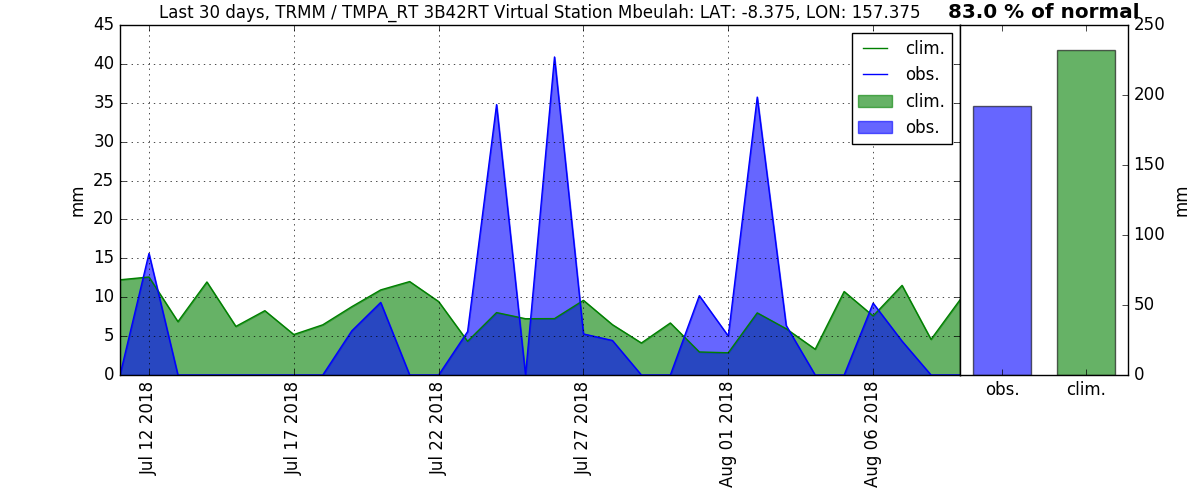 Last 30 days, TRMM / TMPA_RT 3B42RT Virtual Station Mbeulah: LAT: -8.375, LON: 157.375
83.0 % of normal
45
40
35
30
25
20
15
10
5
0
mm
clim.
obs.
clim.
obs.
Jul 12 2018
Jul 17 2018
Jul 22 2018
Jul 27 2018
Aug 01 2018
Aug 06 2018
250
200
150
100
50
0
mm
obs.
clim.